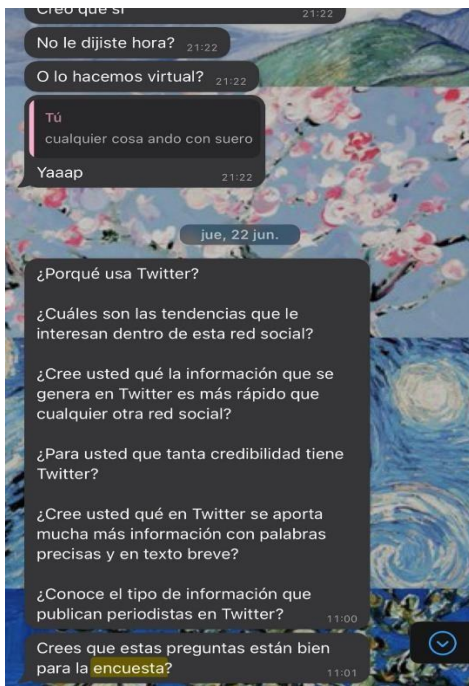 Creo que sí
21:22
No le dijiste hora? 21:22
O lo hacemos virtual? 21:22
Tú
cualquier cosa ando con suero
Yaaap 21:22
jue, 22 jun.
¿Porqué usa Twitter?
¿Cuáles son las tendencias que le
interesan dentro de esta red social?
¿Cree usted qué la información que se
genera en Twitter es más rápido que
cualquier otra red social?
¿Para usted que tanta credibilidad tiene
Twitter?
¿Cree usted qué en Twitter se aporta
mucha más información con palabras
precisas y en texto breve?
¿Conoce el tipo de información que
publican periodistas en Twitter? 11:00
Crees que estas preguntas están bien
para la encuesta? 11:01